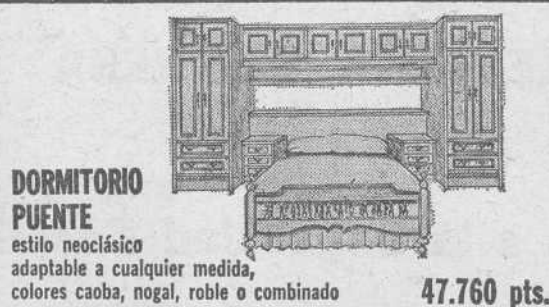 DORMITORIO
PUENTE
estilo neoclásico
adaptable a cualquier medida,
colores caoba, nogal, roble o combinado
47.760 pts.